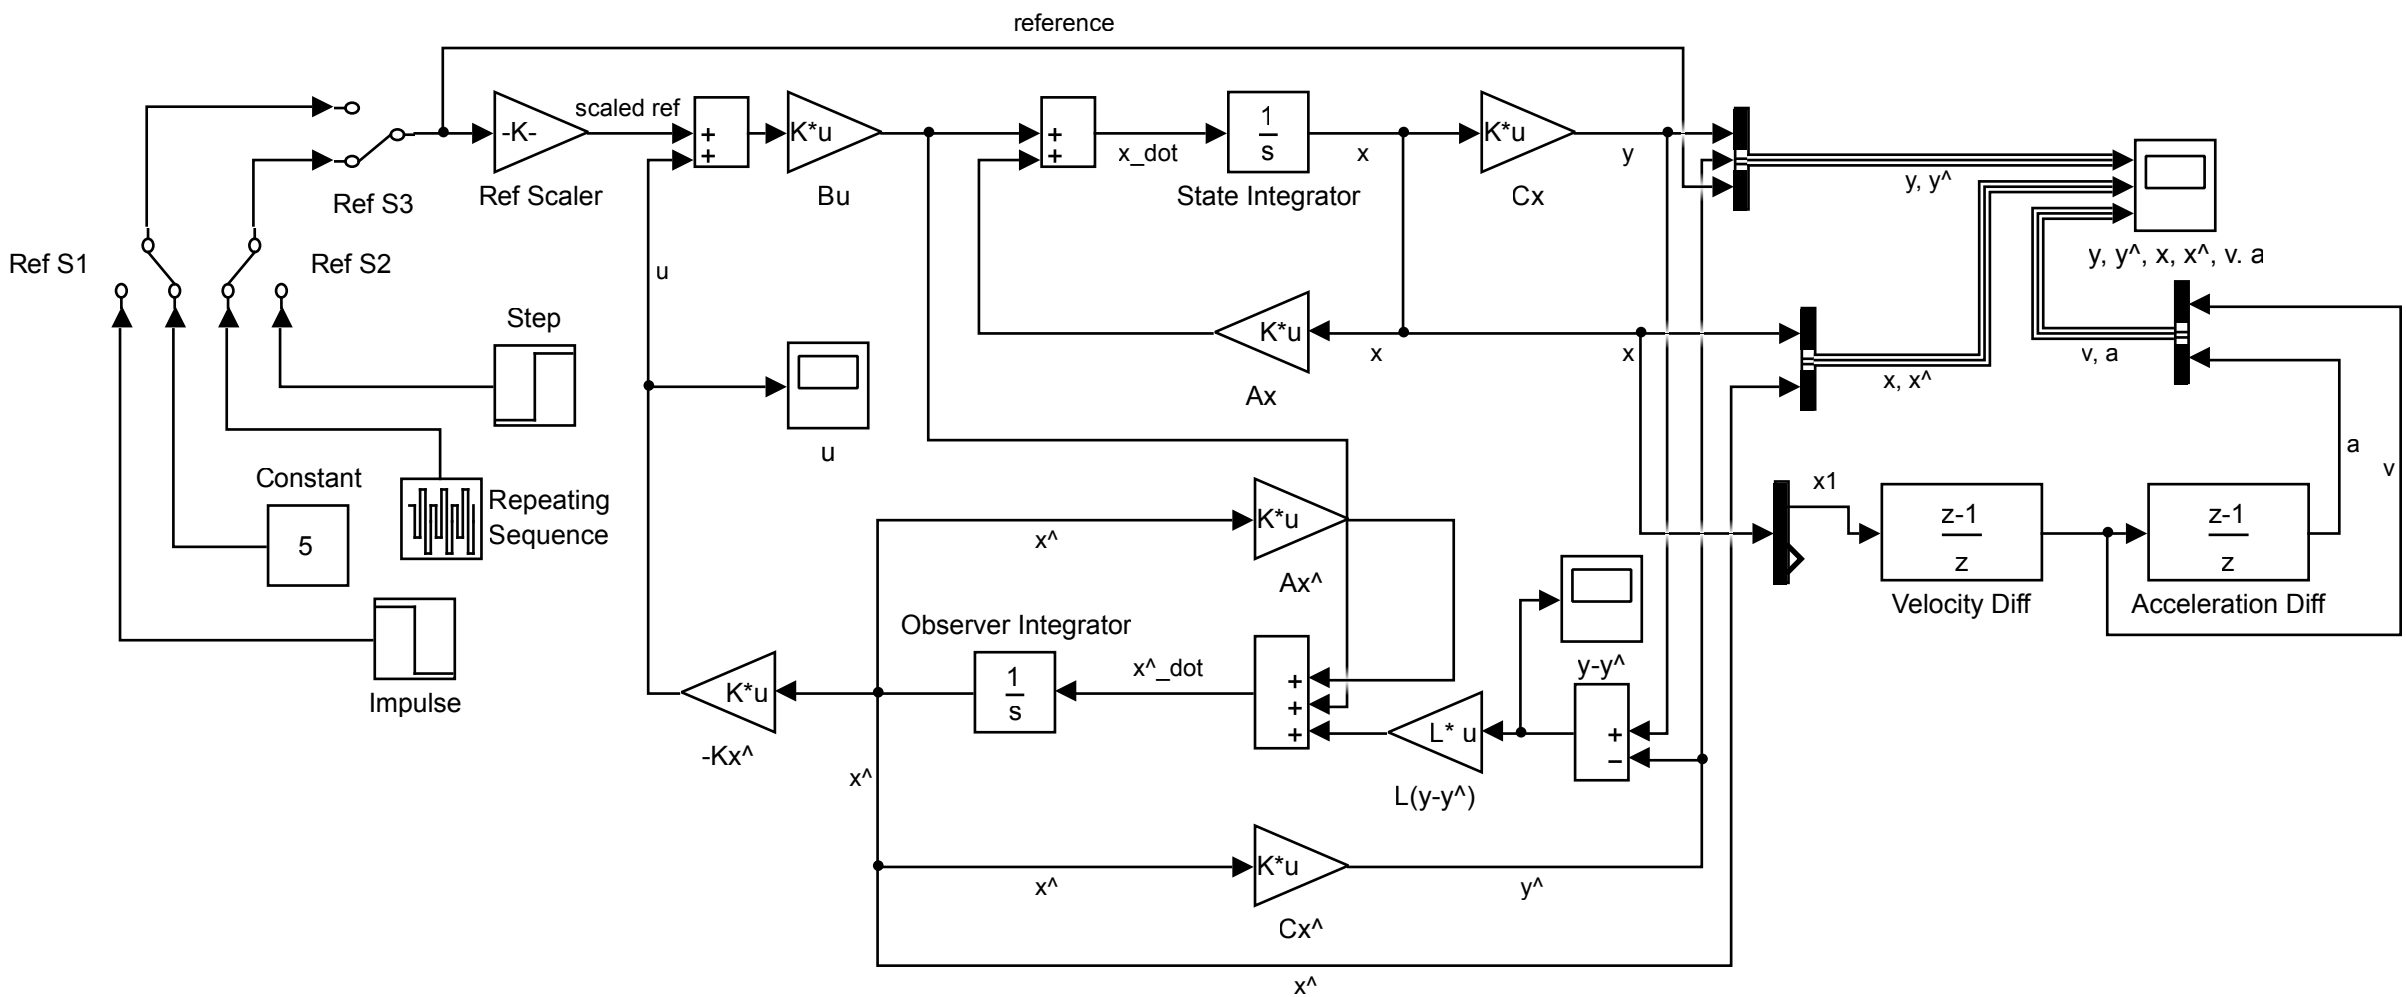 reference
scaled ref
-K-
+
+
K*u
+
+
1
s
K*u
x_dot
x
y
Ref S3
Ref Scaler
Bu
State Integrator
Cx
y, y^
Ref S1
Ref S2
u
y, y^, x, x^, v. a
Step
K*u
x
x
v, a
Ax
x, x^
u
a
v
Constant
5
Repeating
Sequence
K*u
x^
Ax^
x1
z-1
z
z-1
z
Velocity Diff
Acceleration Diff
Observer Integrator
Impulse
K*u
-Kx^
1
s
x^_dot
+
+
+
L* u
L(y-y^)
y-y^
+
−
x^
K*u
x^
y^
Cx^
x^